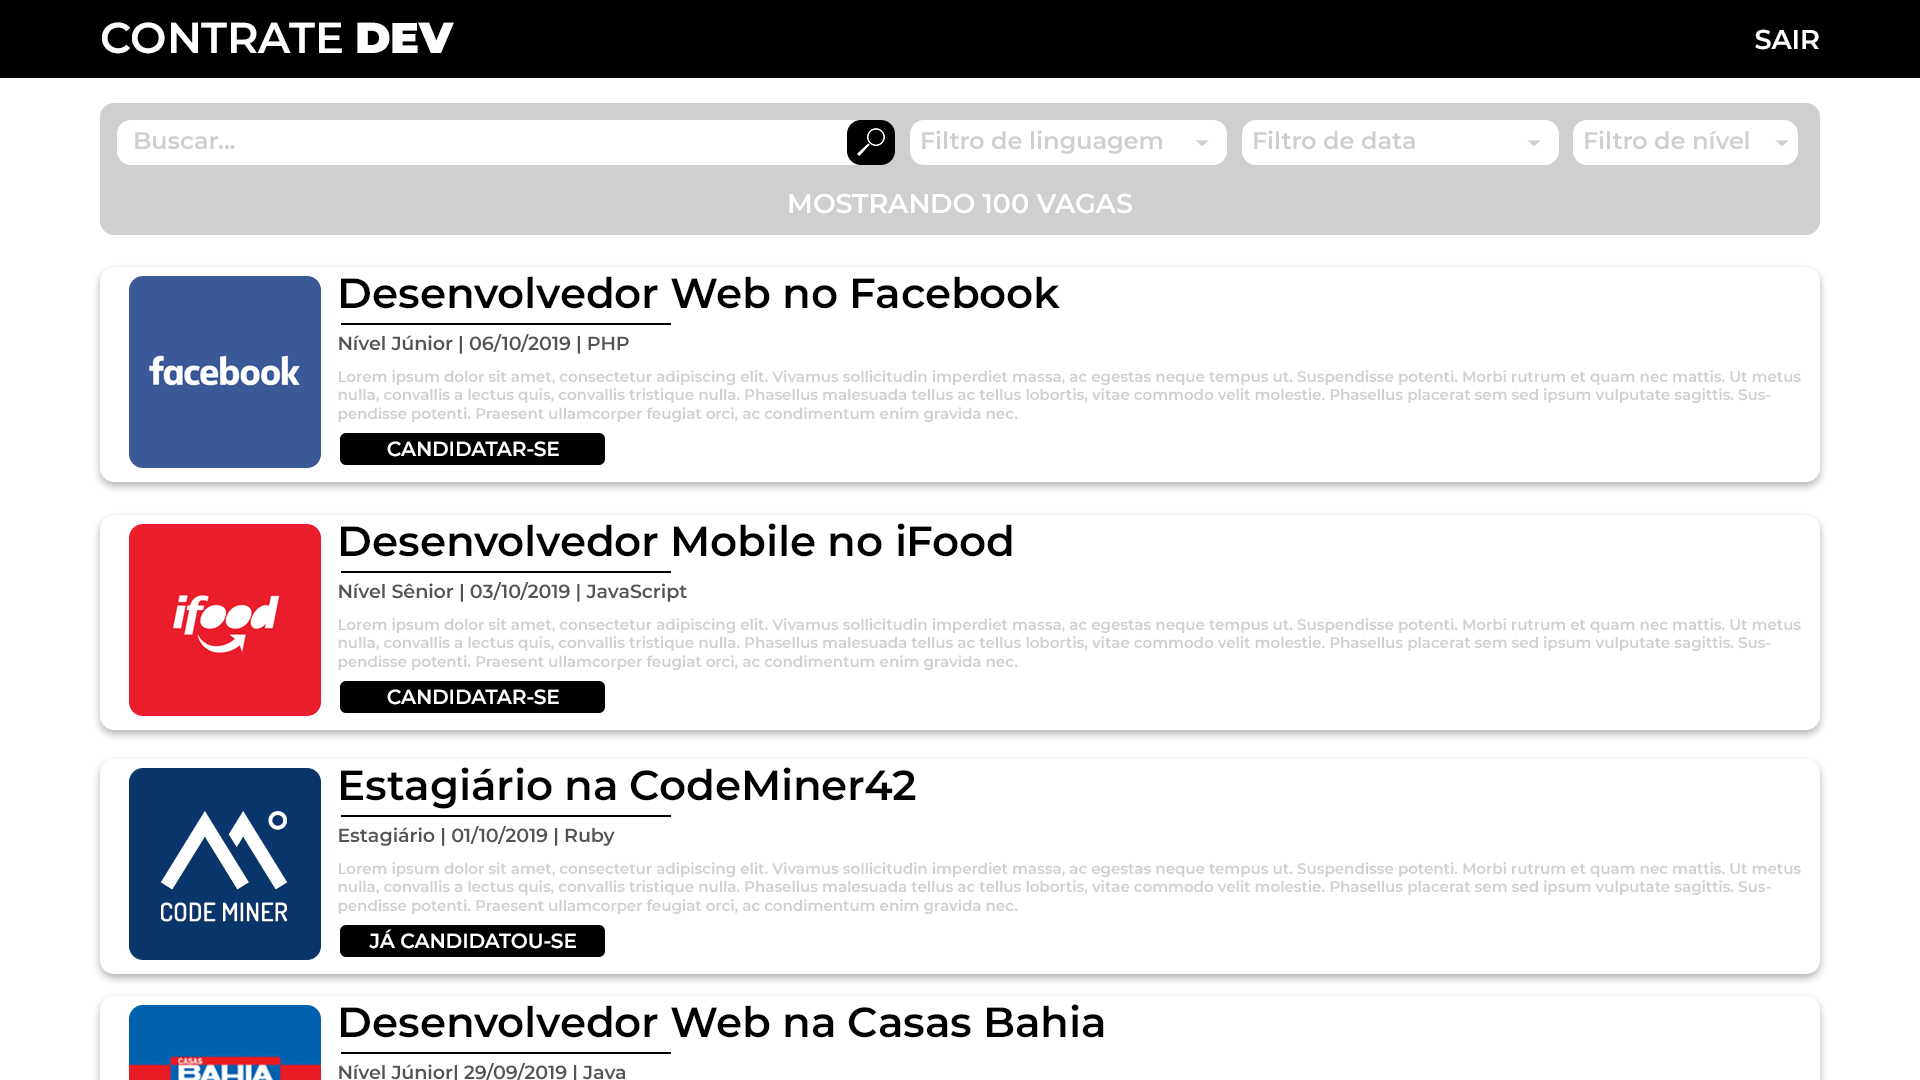 CONTRATE DEV
SAIR
Buscar...
Filtro de linguagem
Filtro de data
Filtro de nível
MOSTRANDO 100 VAGAS
facebook
Desenvolvedor Web no Facebook
Nível Júnior | 06/10/2019 | PHP
Lorem ipsum dolor sit amet, consectetur adipiscing elit. Vivamus sollicitudin imperdiet massa, ac egestas neque tempus ut. Suspendisse potenti. Morbi rutrum et quam nec mattis. Ut metus
nulla, convallis a lectus quis, convallis tristique nulla. Phasellus malesuada tellus ac tellus lobortis, vitae commodo velit molestie. Phasellus placerat sem sed ipsum vulputate sagittis. Sus-
pendisse potenti. Praesent ullamcorper feugiat orci, ac condimentum enim gravida nec.
CANDIDATAR-SE
ifood
Desenvolvedor Mobile no iFood
Nível Sênior | 03/10/2019 | JavaScript
Lorem ipsum dolor sit amet, consectetur adipiscing elit. Vivamus sollicitudin imperdiet massa, ac egestas neque tempus ut. Suspendisse potenti. Morbi rutrum et quam nec mattis. Ut metus
nulla, convallis a lectus quis, convallis tristique nulla. Phasellus malesuada tellus ac tellus lobortis, vitae commodo velit molestie. Phasellus placerat sem sed ipsum vulputate sagittis. Sus-
pendisse potenti. Praesent ullamcorper feugiat orci, ac condimentum enim gravida nec.
CANDIDATAR-SE
CODE MINER
Estagiário na CodeMiner42
Estagiário | 01/10/2019 | Ruby
Lorem ipsum dolor sit amet, consectetur adipiscing elit. Vivamus sollicitudin imperdiet massa, ac egestas neque tempus ut. Suspendisse potenti. Morbi rutrum et quam nec mattis. Ut metus
nulla, convallis a lectus quis, convallis tristique nulla. Phasellus malesuada tellus ac tellus lobortis, vitae commodo velit molestie. Phasellus placerat sem sed ipsum vulputate sagittis. Sus-
pendisse potenti. Praesent ullamcorper feugiat orci, ac condimentum enim gravida nec.
JÁ CANDIDATOU-SE
CASAS
BAHIA
Desenvolvedor Web na Casas Bahia
Nível Júnior| 29/09/2019 | Java